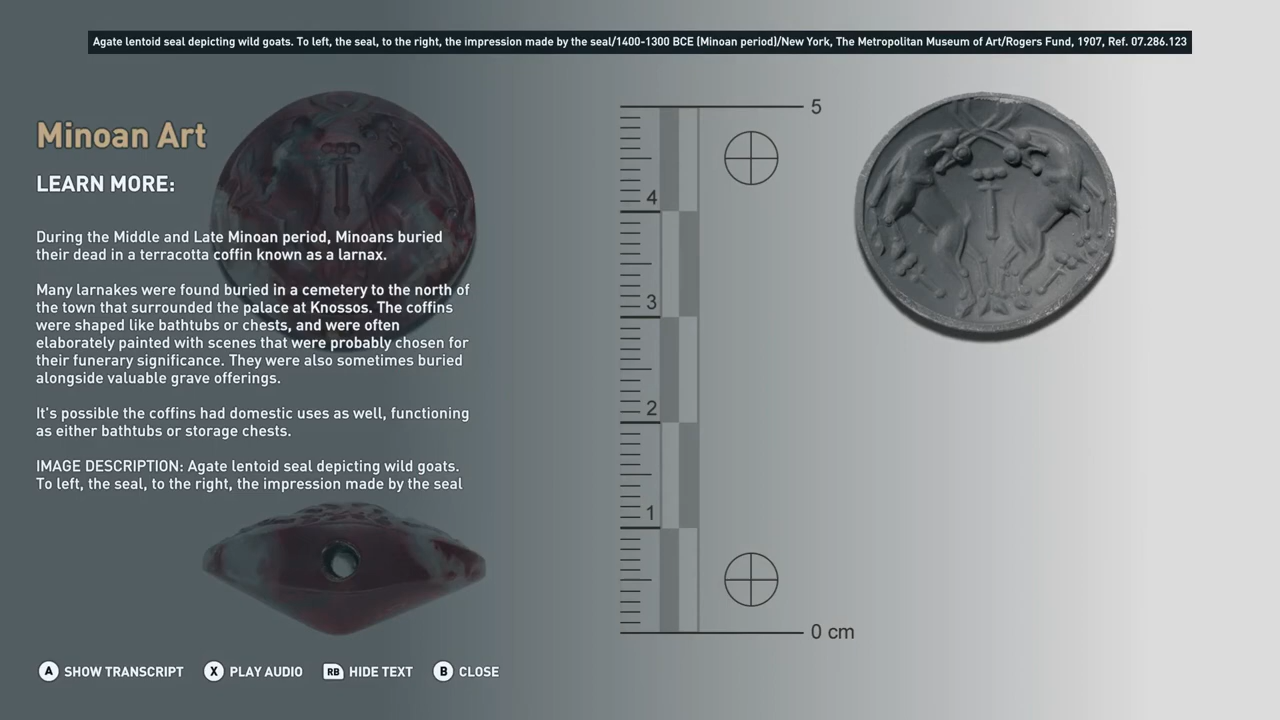 Agate lentoid seal depicting wild goats. To left, the seal, to the right, the impression made by the seal/1400-1300 BCE (Minoan period)/New York, The Metropolitan Museum of Art/Rogers Fund, 1907, Ref. 07.286.123
Minoan Art
LEARN MORE:
During the Middle and Late Minoan period, Minoans buried
their dead in a terracotta coffin known as a larnax.
Many larnakes were found buried in a cemetery to the north of
the town that surrounded the palace at Knossos. The coffins
were shaped like bathtubs or chests, and were often
elaborately painted with scenes that were probably chosen for
their funerary significance. They were also sometimes buried
alongside valuable grave offerings.
It's possible the coffins had domestic uses as well, functioning
as either bathtubs or storage chests.
IMAGE DESCRIPTION: Agate lentoid seal depicting wild goats.
To left, the seal, to the right, the impression made by the seal
5
4
3
2
1
0 cm
A SHOW TRANSCRIPT X PLAY AUDIO RB HIDE TEXT B CLOSE